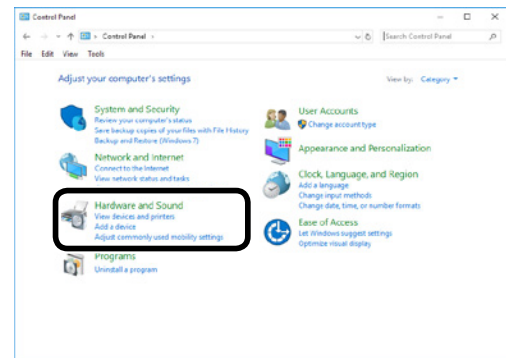 Control Panel
Control Panel
Search Control Panel
File Edit View Tools
Adjust your computer's settings
View by: Category
System and Security
Review your computer's status
Save backup copies of your files with File History
Backup and Restore (Windows 7)
Network and Internet
Connect to the Internet
View network status and tasks
Hardware and Sound
View devices and printers
Add a device
Adjust commonly used mobility settings
Programs
Uninstall a program
User Accounts
Change account type
Appearance and Personalization
Clock, Language, and Region
Add a language
Change input methods
Change date, time, or number formats
Ease of Access
Let Windows suggest settings
Optimize visual display